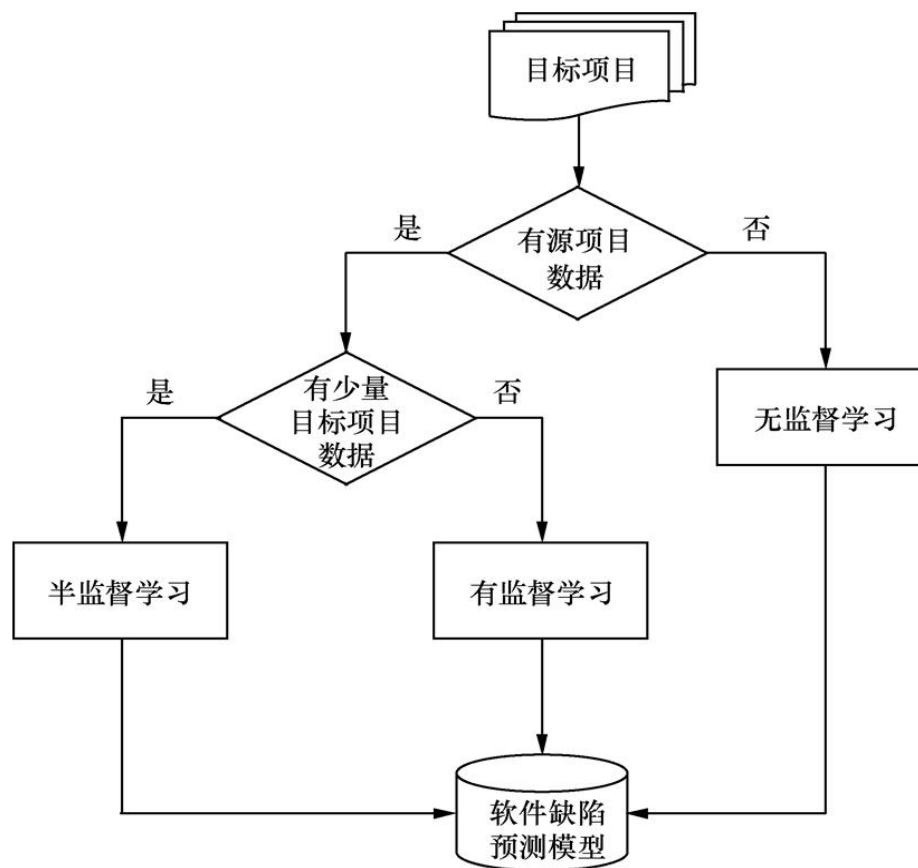 目标项目
是
否
有源项目
数据
是
否
有少量
目标项目
数据
无监督学习
半监督学习
有监督学习
软件缺陷
预测模型